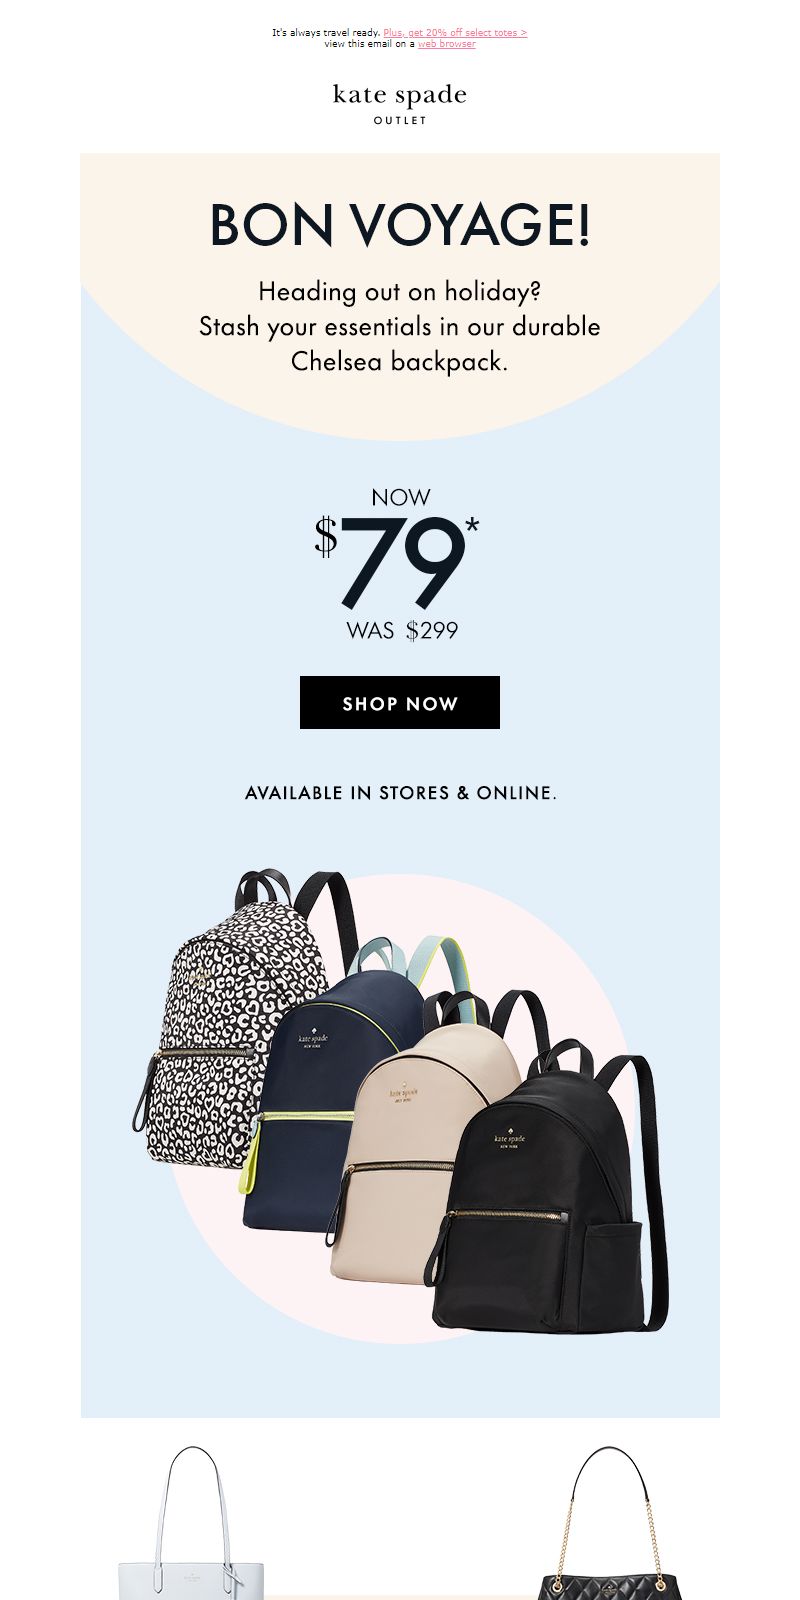 It's always travel ready. Plus, get 20% off select totes >
view this email on a web browser
kate spade
OUTLET
BON VOYAGE!
Heading out on holiday?
Stash your essentials in our durable
Chelsea backpack.
NOW
$79*
WAS $299
SHOP NOW
AVAILABLE IN STORES & ONLINE.
kate spade
NEW YORK
kate spade
NEW YORK
kate spade
NEW YORK